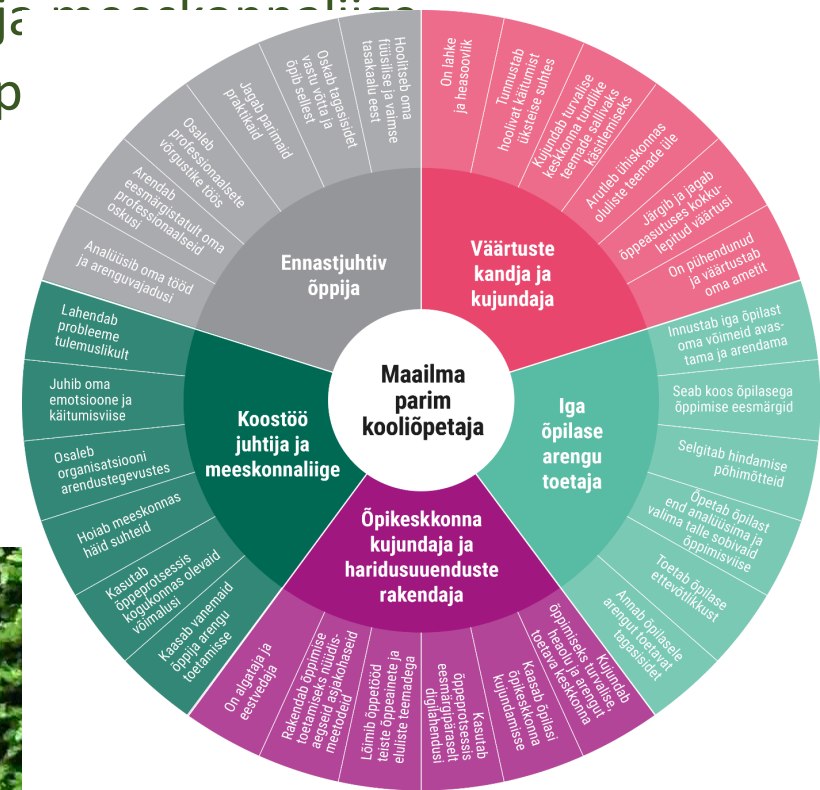 ja meeskonnaliige
p
Maailma
parim
kooliõpetaja
Väärtuste
kandja ja
kujundaja
On lahke
ja heasoovlik
Tunnustab
hoolivat käitumist
üksteise suhtes
Kujundab turvalise
keskkonna tundlike
teemade sallivaks
käsitlemiseks
Arutleb ühiskonnas
oluliste teemade üle
Järgib ja jagab
õppeasutuses kokku-
lepitud väärtusi
On pühendunud
ja väärtustab
oma ametit
Iga
õpilase
arengu
toetaja
Innustab iga õpilast
oma võimeid avas-
tama ja arendama
Seab koos õpilasega
õppimise eesmärgid
Selgitab hindamise
põhimõtteid
Õpetab õpilast
end analüüsima ja
valima talle sobivaid
õppimisviise
Toetab õpilase
ettevõtlikkust
Annab õpilasele
arengut toetavat
tagasisidet
Õpikeskkonna
kujundaja ja
haridusuuenduste
rakendaja
Kujundab
õppimiseks turvalise,
heaolu ja arengut
toetava keskkonna
Kaasab õpilasi
õpikeskkonna
kujundamisse
Kasutab
õppeprotsessis
eesmärgipäraselt
digilahendusi
Lõimib õppetööd
teiste õppeainete ja
eluliste teemadega
Rakendab õppimise
toetamiseks nüüdis-
aegseid asjakohaseid
meetodeid
On algataja ja
eestvedaja
Koostöö
juhtija ja
meeskonnaliige
Kaasab vanemaid
õppija arengu
toetamisse
Kasutab
õppeprotsessis
kogukonnas olevaid
võimalusi
Hoiab meeskonnas
häid suhteid
Osaleb
organisatsiooni
arendustegevustes
Juhib oma
emotsioone ja
käitumisviise
Lahendab
probleeme
tulemuslikult
Ennastjuhtiv
õppija
Analüüsib oma tööd
ja arenguvajadusi
Arendab
eesmärgistatult oma
professionaalseid
oskusi
Osaleb
professionaalsete
võrgustike töös
Jagab parimaid
praktikaid
Oskab tagasisidet
vastu võtta ja
õpib sellest
Hoolitseb oma
füüsilise ja vaimse
tasakaalu eest